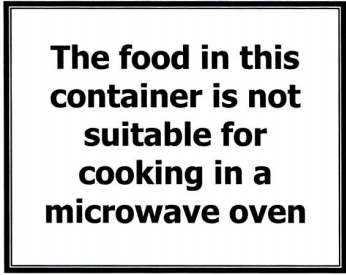 The food in this
container is not
suitable for
cooking in a
microwave oven